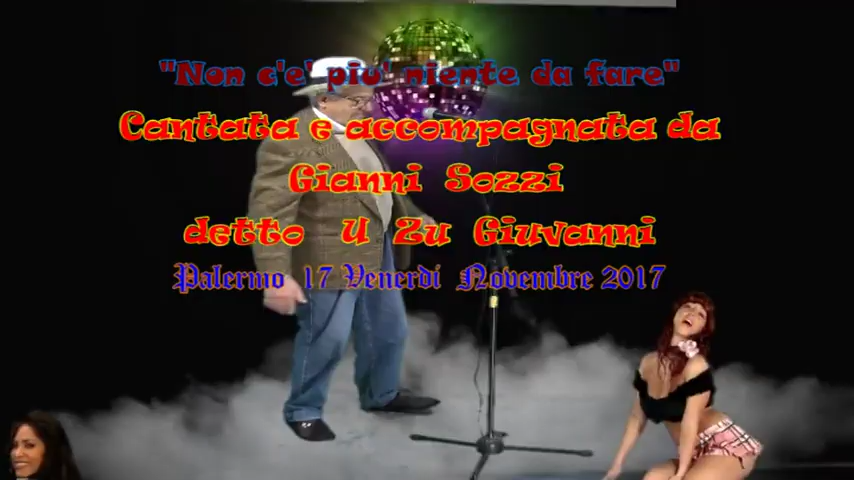 "Non c'e' piu' niente da fare"
Cantata e accompagnata da
Gianni Sozzi
detto U Zu Giuvanni
Palermo 17 Venerdi Novembre 2017